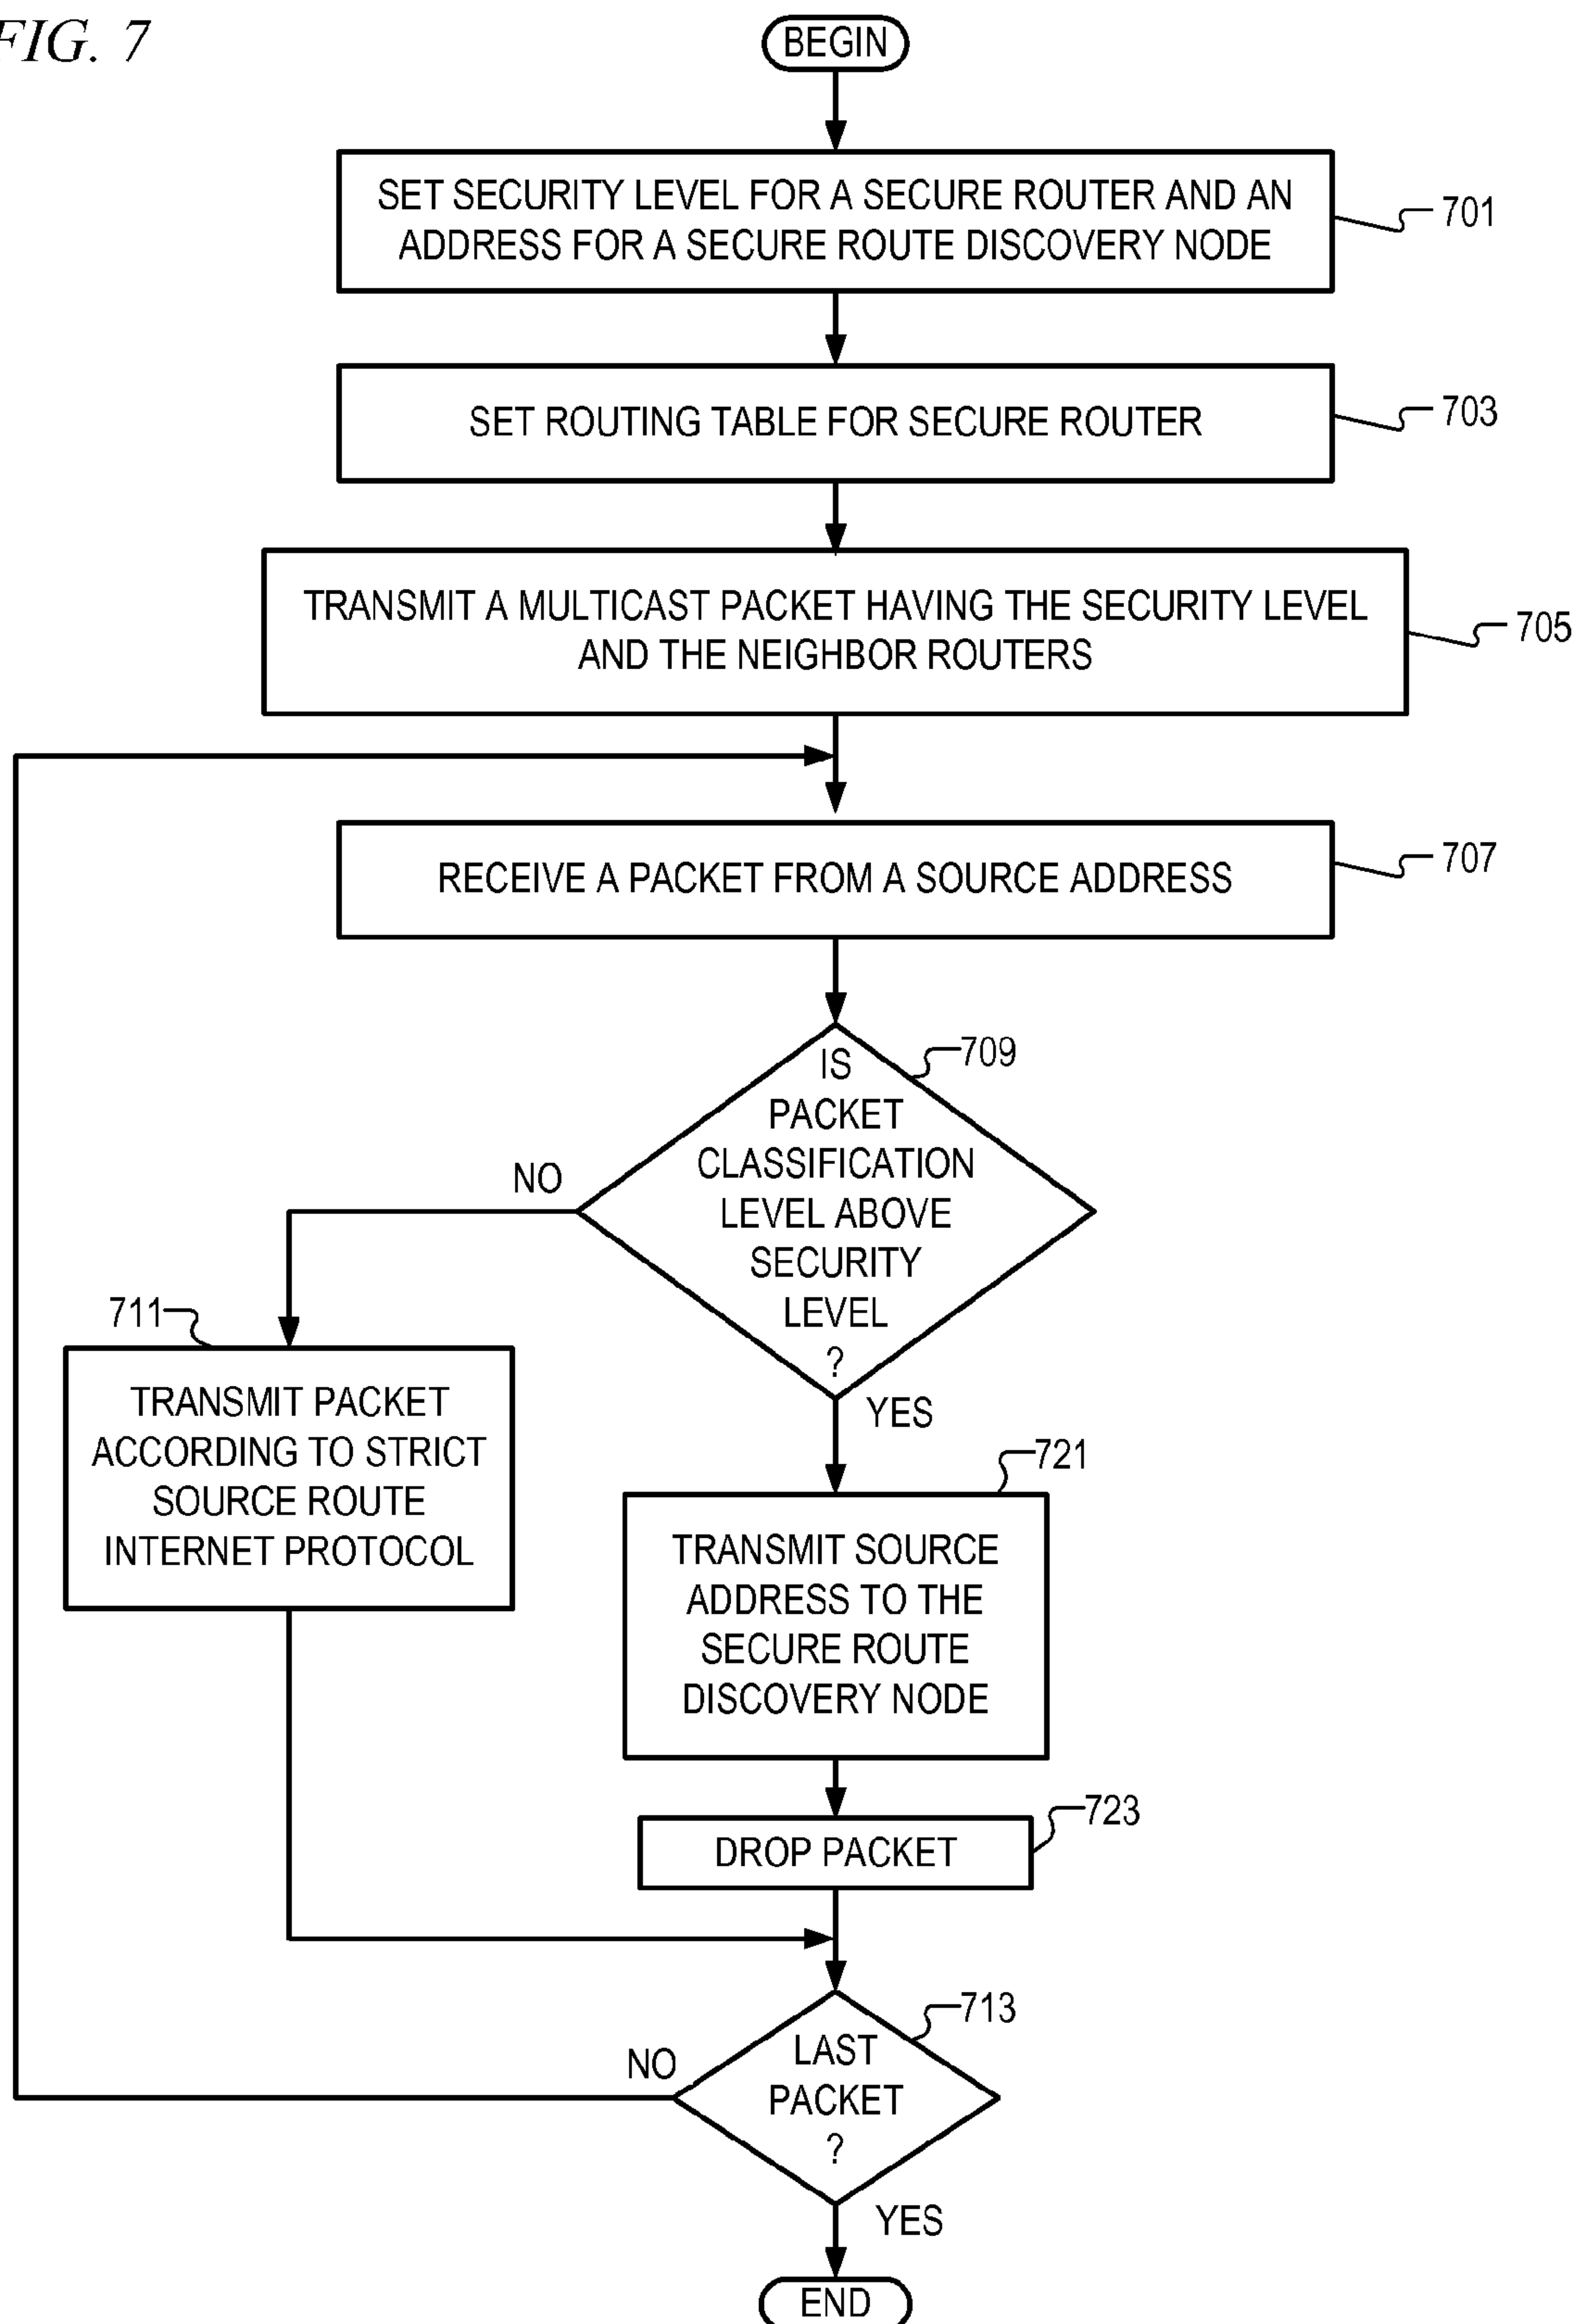 FIG. 7
BEGIN
SET SECURITY LEVEL FOR A SECURE ROUTER AND AN
ADDRESS FOR A SECURE ROUTE DISCOVERY NODE
701
SET ROUTING TABLE FOR SECURE ROUTER
703
TRANSMIT A MULTICAST PACKET HAVING THE SECURITY LEVEL
AND THE NEIGHBOR ROUTERS
705
RECEIVE A PACKET FROM A SOURCE ADDRESS
707
IS
PACKET
CLASSIFICATION
LEVEL ABOVE
SECURITY
LEVEL
?
709
NO
YES
711
TRANSMIT PACKET
ACCORDING TO STRICT
SOURCE ROUTE
INTERNET PROTOCOL
721
TRANSMIT SOURCE
ADDRESS TO THE
SECURE ROUTE
DISCOVERY NODE
723
DROP PACKET
713
LAST
PACKET
?
NO
YES
END